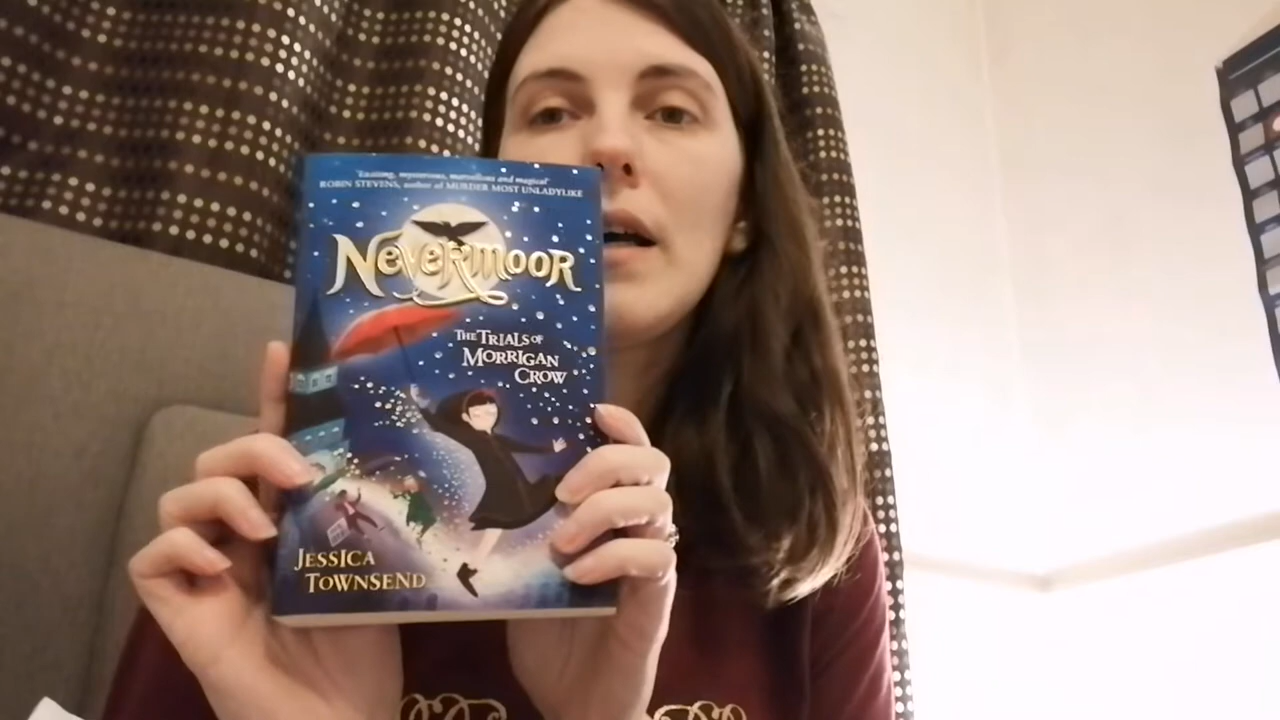 'Exciting, mysterious, marvellous and magical'
ROBIN STEVENS, author of MURDER MOST UNLADYLIKE
NEVERMOOR
THE TRIALS OF
MORRIGAN
CROW
JESSICA
TOWNSEND